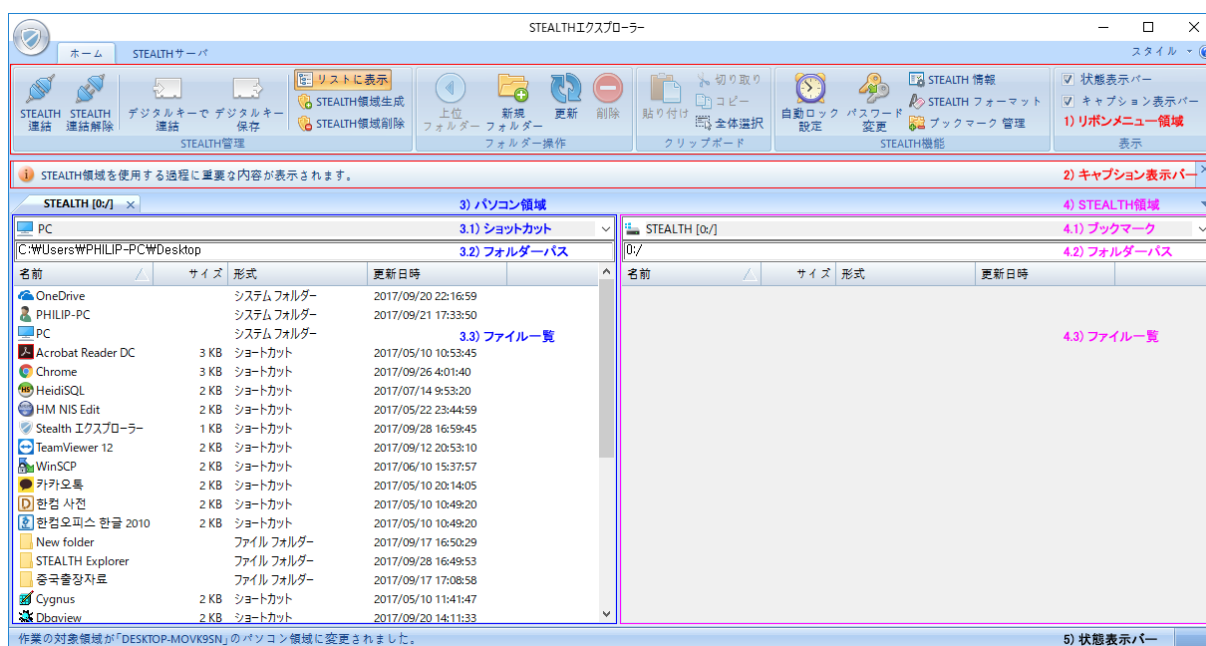 STEALTHエクスプローラー
ホーム STEALTHサーバ スタイル
STEALTH 連結
STEALTH 連結解除
デジタルキーで 連結
デジタルキー 保存
リストに表示
STEALTH領域生成
STEALTH領域削除
STEALTH管理
上位 フォルダー
新規 フォルダー
更新
削除
フォルダー操作
貼り付け
切り取り
コピー
全体選択
クリップボード
自動ロック 設定
パスワード 変更
STEALTH 情報
STEALTH フォーマット
ブックマーク 管理
STEALTH機能
状態表示バー
キャプション表示バー
1) リボンメニュー領域
表示
STEALTH領域を使用する過程に重要な内容が表示されます。 2) キャプション表示バー
STEALTH [0:/] 3) パソコン領域 4) STEALTH領域
PC 3.1) ショットカット STEALTH [0:/] 4.1) ブックマーク
C:₩Users₩PHILIP-PC₩Desktop 3.2) フォルダーパス 0:/ 4.2) フォルダーパス
名前 サイズ 形式 更新日時 名前 サイズ 形式 更新日時
OneDrive システム フォルダー 2017/09/20 22:16:59
PHILIP-PC システム フォルダー 2017/09/21 17:33:50
PC システム フォルダー 3.3) ファイル一覧 4.3) ファイル一覧
Acrobat Reader DC 3 KB ショートカット 2017/05/10 10:53:45
Chrome 3 KB ショートカット 2017/09/26 4:01:40
HeidiSQL 2 KB ショートカット 2017/07/14 9:53:20
HM NIS Edit 2 KB ショートカット 2017/05/22 23:44:59
Stealth エクスプローラー 1 KB ショートカット 2017/09/28 16:59:45
TeamViewer 12 2 KB ショートカット 2017/09/12 20:53:10
WinSCP 2 KB ショートカット 2017/06/10 15:37:57
카카오톡 2 KB ショートカット 2017/05/10 20:14:05
한컴 사전 2 KB ショートカット 2017/05/10 10:49:20
한컴오피스 한글 2010 2 KB ショートカット 2017/05/10 10:49:20
New folder ファイル フォルダー 2017/09/17 16:50:29
STEALTH Explorer ファイル フォルダー 2017/09/28 16:49:53
중국출장자료 ファイル フォルダー 2017/09/17 17:08:58
Cygnus 2 KB ショートカット 2017/05/10 11:41:47
Dbgview 2 KB ショートカット 2017/09/20 14:11:33
作業の対象領域が「DESKTOP-MOVK9SN」のパソコン領域に変更されました。 5) 状態表示バー